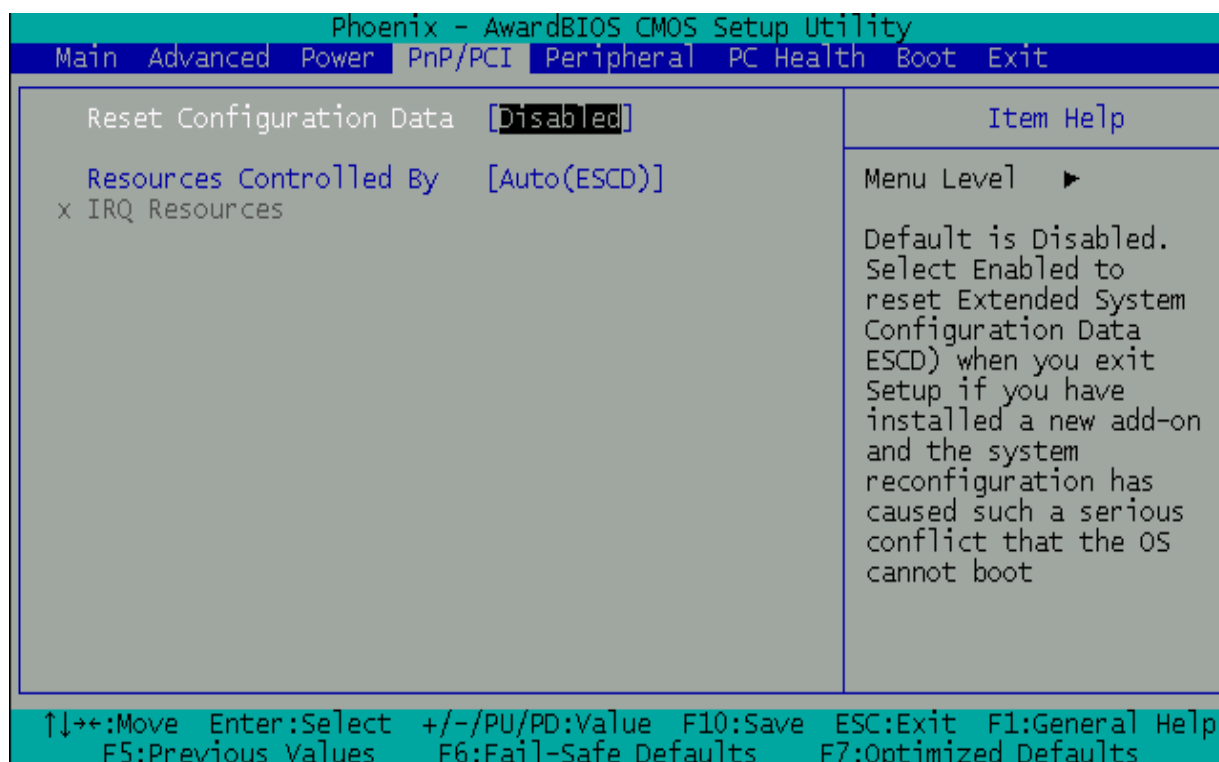 Phoenix - AwardBIOS CMOS Setup Utility
Main Advanced Power PnP/PCI Peripheral PC Health Boot Exit
Reset Configuration Data [Disabled]
Resources Controlled By [Auto(ESCD)]
x IRQ Resources
Item Help
Menu Level ►
Default is Disabled.
Select Enabled to
reset Extended System
Configuration Data
ESCD) when you exit
Setup if you have
installed a new add-on
and the system
reconfiguration has
caused such a serious
conflict that the OS
cannot boot
↑↓→←:Move Enter:Select +/-/PU/PD:Value F10:Save ESC:Exit F1:General Help
F5:Previous Values F6:Fail-Safe Defaults F7:Optimized Defaults